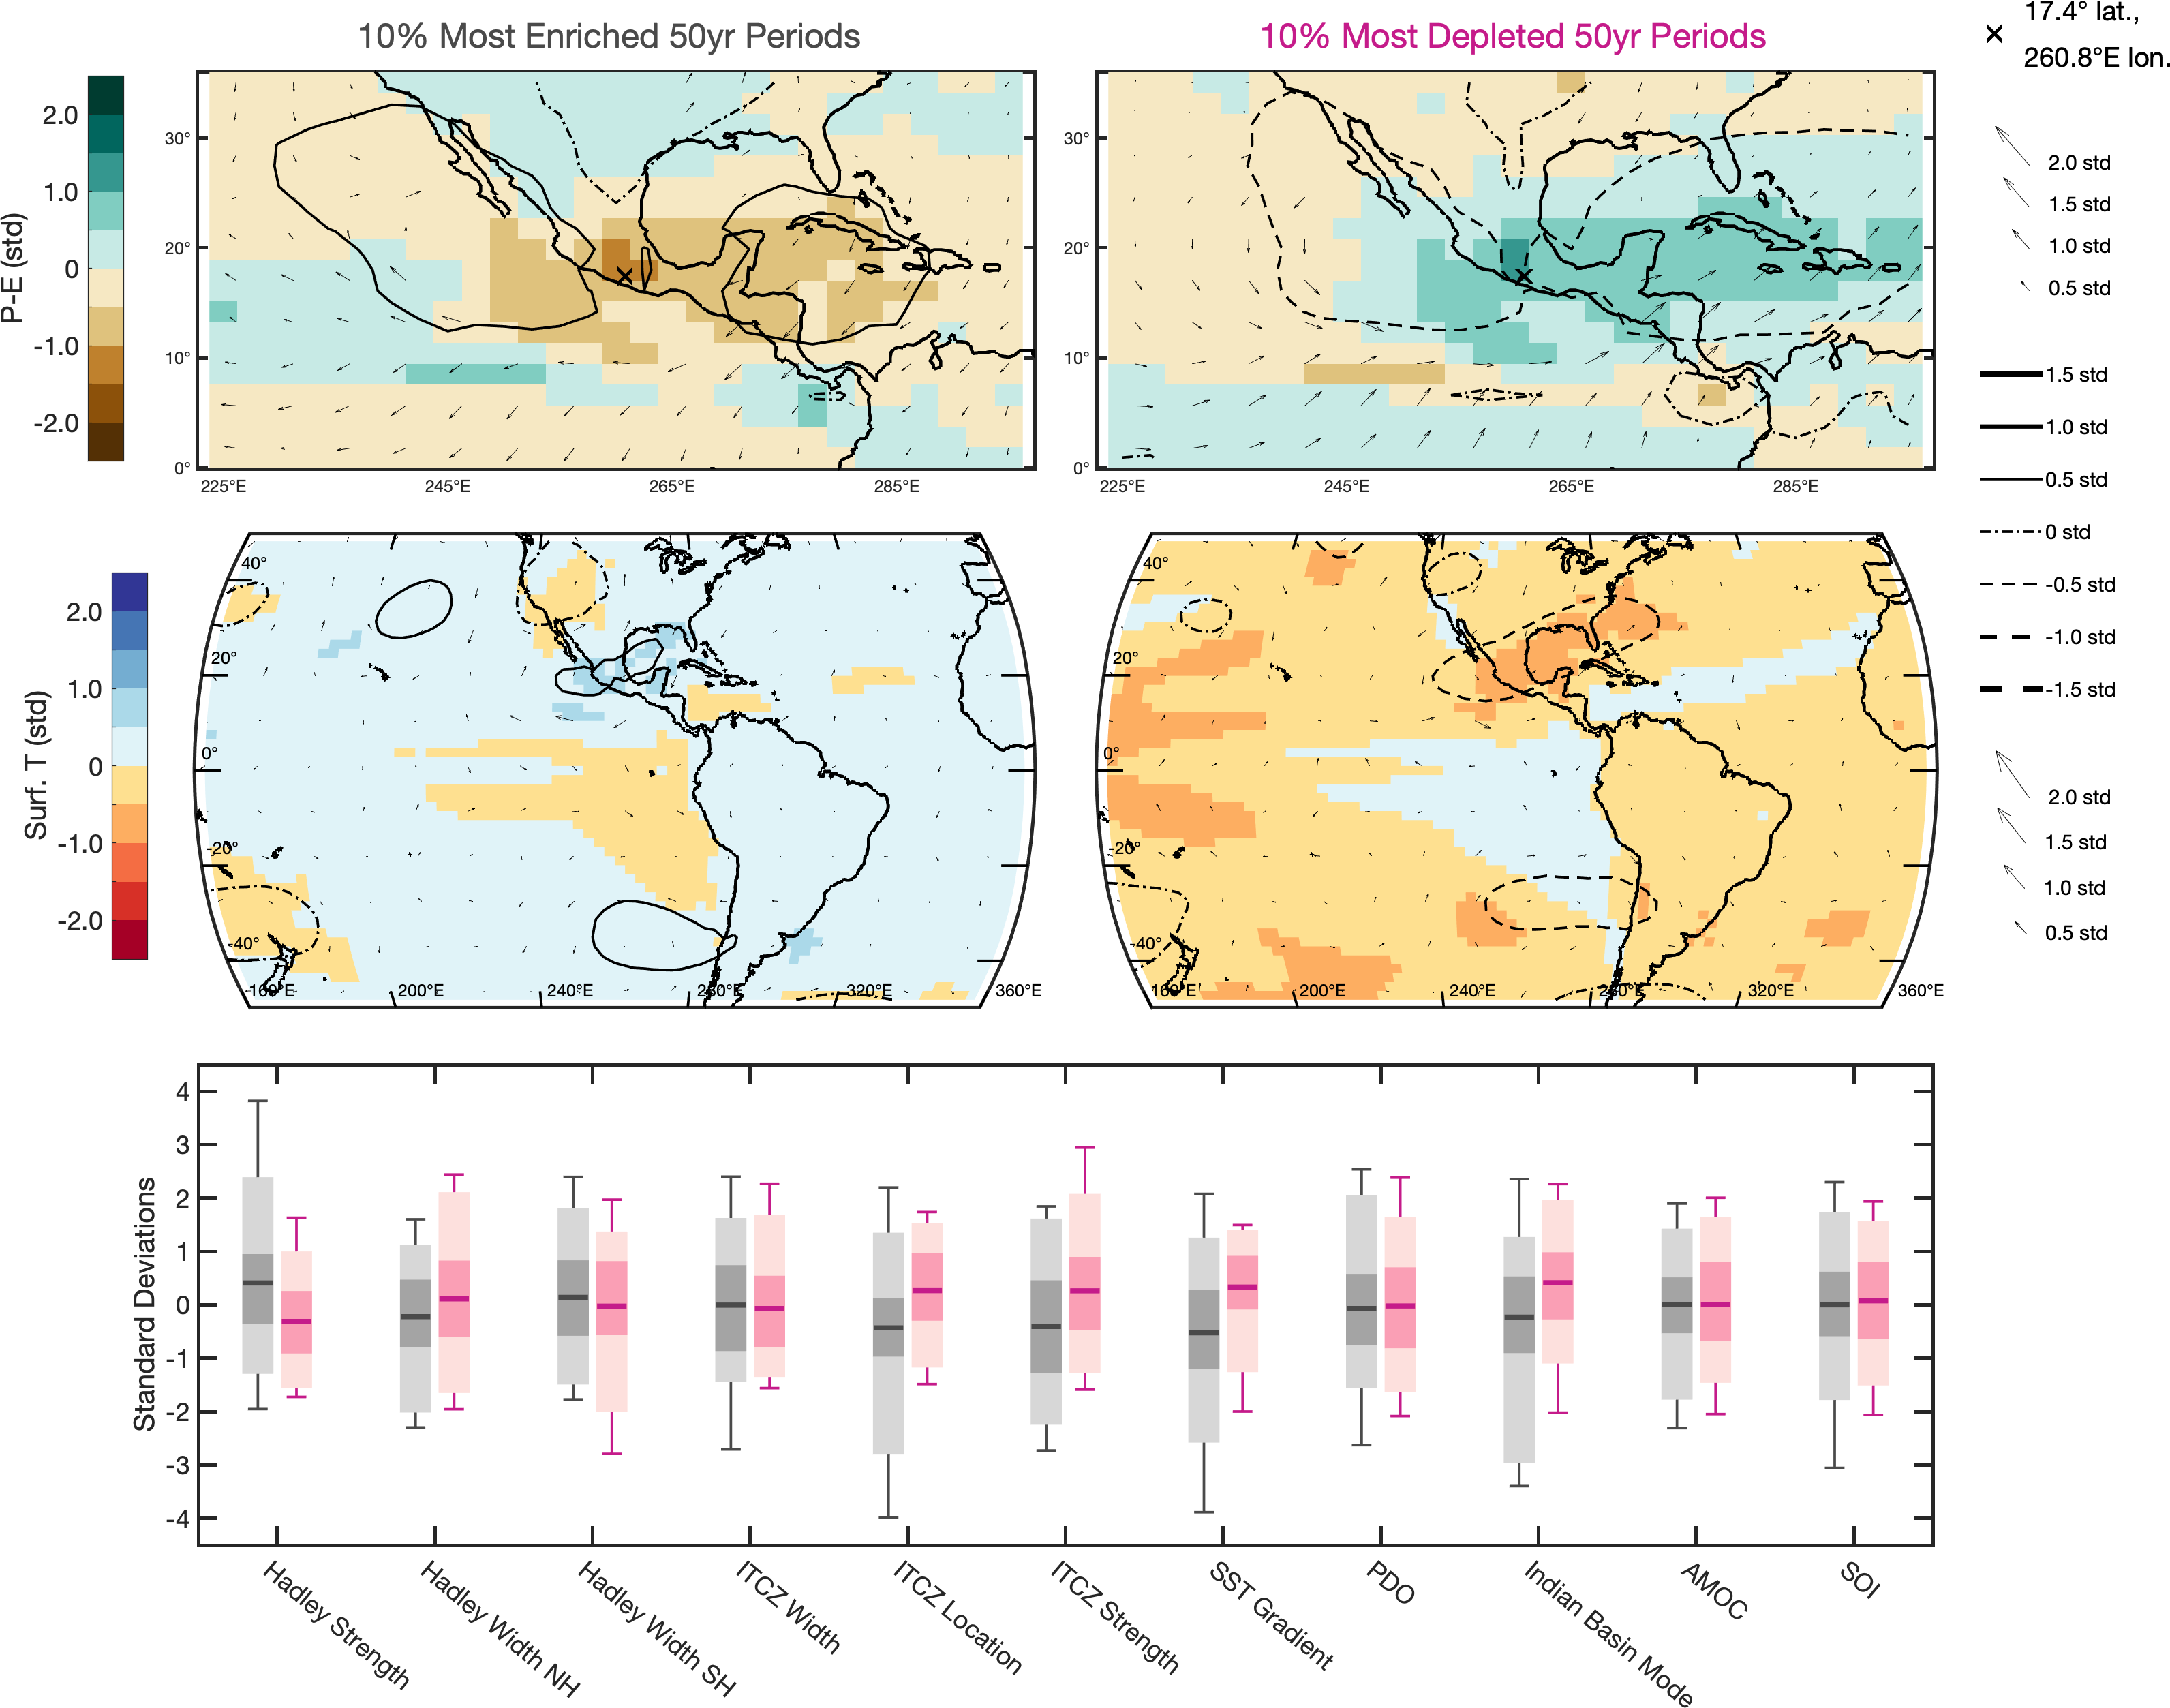 10% Most Enriched 50yr Periods
10% Most Depleted 50yr Periods
17.4° lat.,
260.8°E lon.
P-E (std)
2.0
1.0
0
-1.0
-2.0
30°
20°
10°
0°
225°E
245°E
265°E
285°E
30°
20°
10°
0°
225°E
245°E
265°E
285°E
2.0 std
1.5 std
1.0 std
0.5 std
1.5 std
1.0 std
0.5 std
0 std
-0.5 std
-1.0 std
-1.5 std
2.0 std
1.5 std
1.0 std
0.5 std
Surf. T (std)
2.0
1.0
0
-1.0
-2.0
40°
20°
0°
-20°
-40°
160°E
200°E
240°E
280°E
320°E
360°E
40°
20°
0°
-20°
-40°
160°E
200°E
240°E
280°E
320°E
360°E
Standard Deviations
4
3
2
1
0
-1
-2
-3
-4
Hadley Strength
Hadley Width NH
Hadley Width SH
ITCZ Width
ITCZ Location
ITCZ Strength
SST Gradient
PDO
Indian Basin Mode
AMOC
SOI